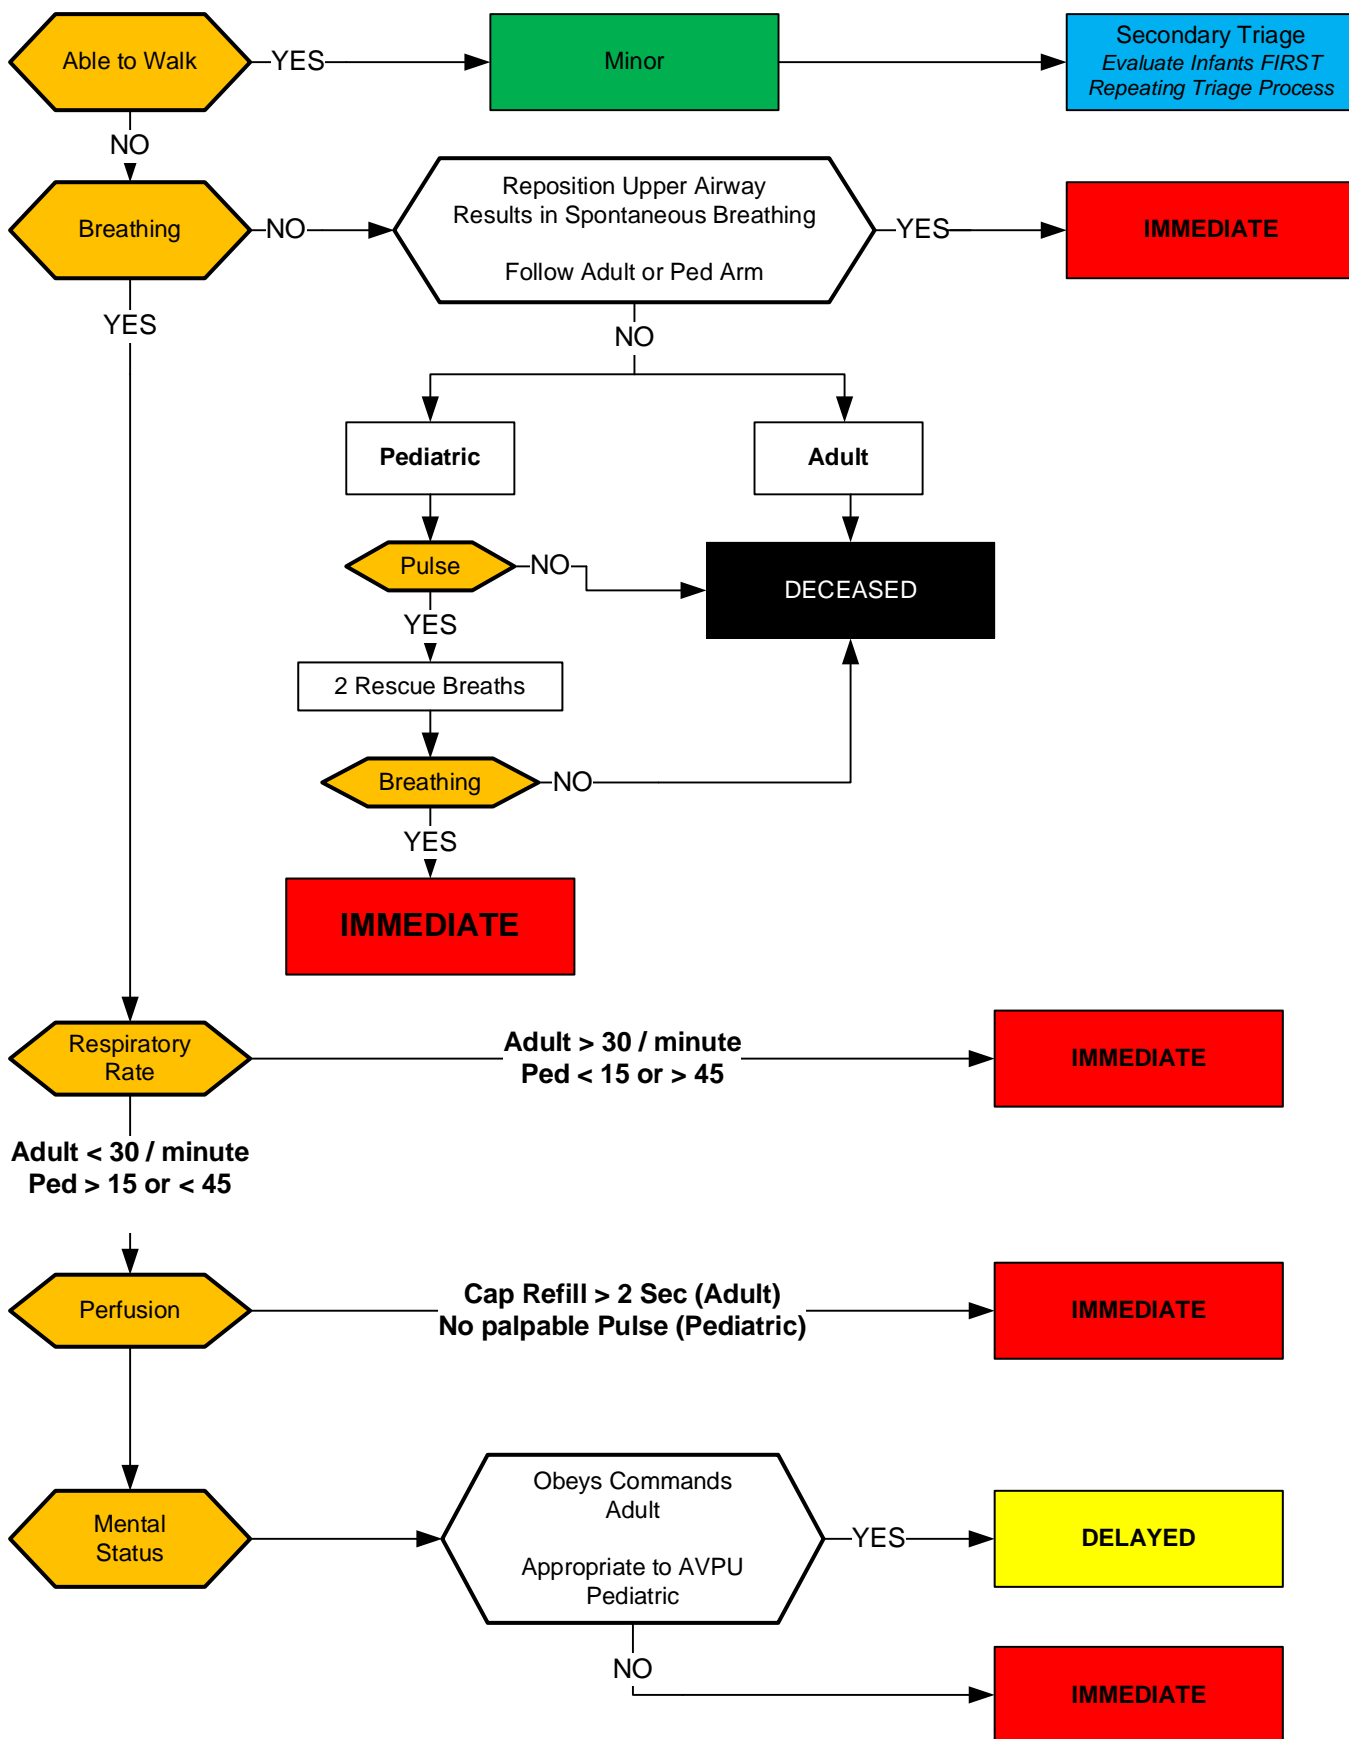 Able to Walk
YES
Minor
Secondary Triage
Evaluate Infants FIRST
Repeating Triage Process
NO
Breathing
NO
Reposition Upper Airway
Results in Spontaneous Breathing
Follow Adult or Ped Arm
YES
IMMEDIATE
YES
NO
Pediatric
Adult
Pulse
NO
DECEASED
YES
2 Rescue Breaths
Breathing
NO
YES
IMMEDIATE
Respiratory
Rate
Adult > 30 / minute
Ped < 15 or > 45
IMMEDIATE
Adult < 30 / minute
Ped > 15 or < 45
Perfusion
Cap Refill > 2 Sec (Adult)
No palpable Pulse (Pediatric)
IMMEDIATE
Mental
Status
Obeys Commands
Adult
Appropriate to AVPU
Pediatric
YES
DELAYED
NO
IMMEDIATE